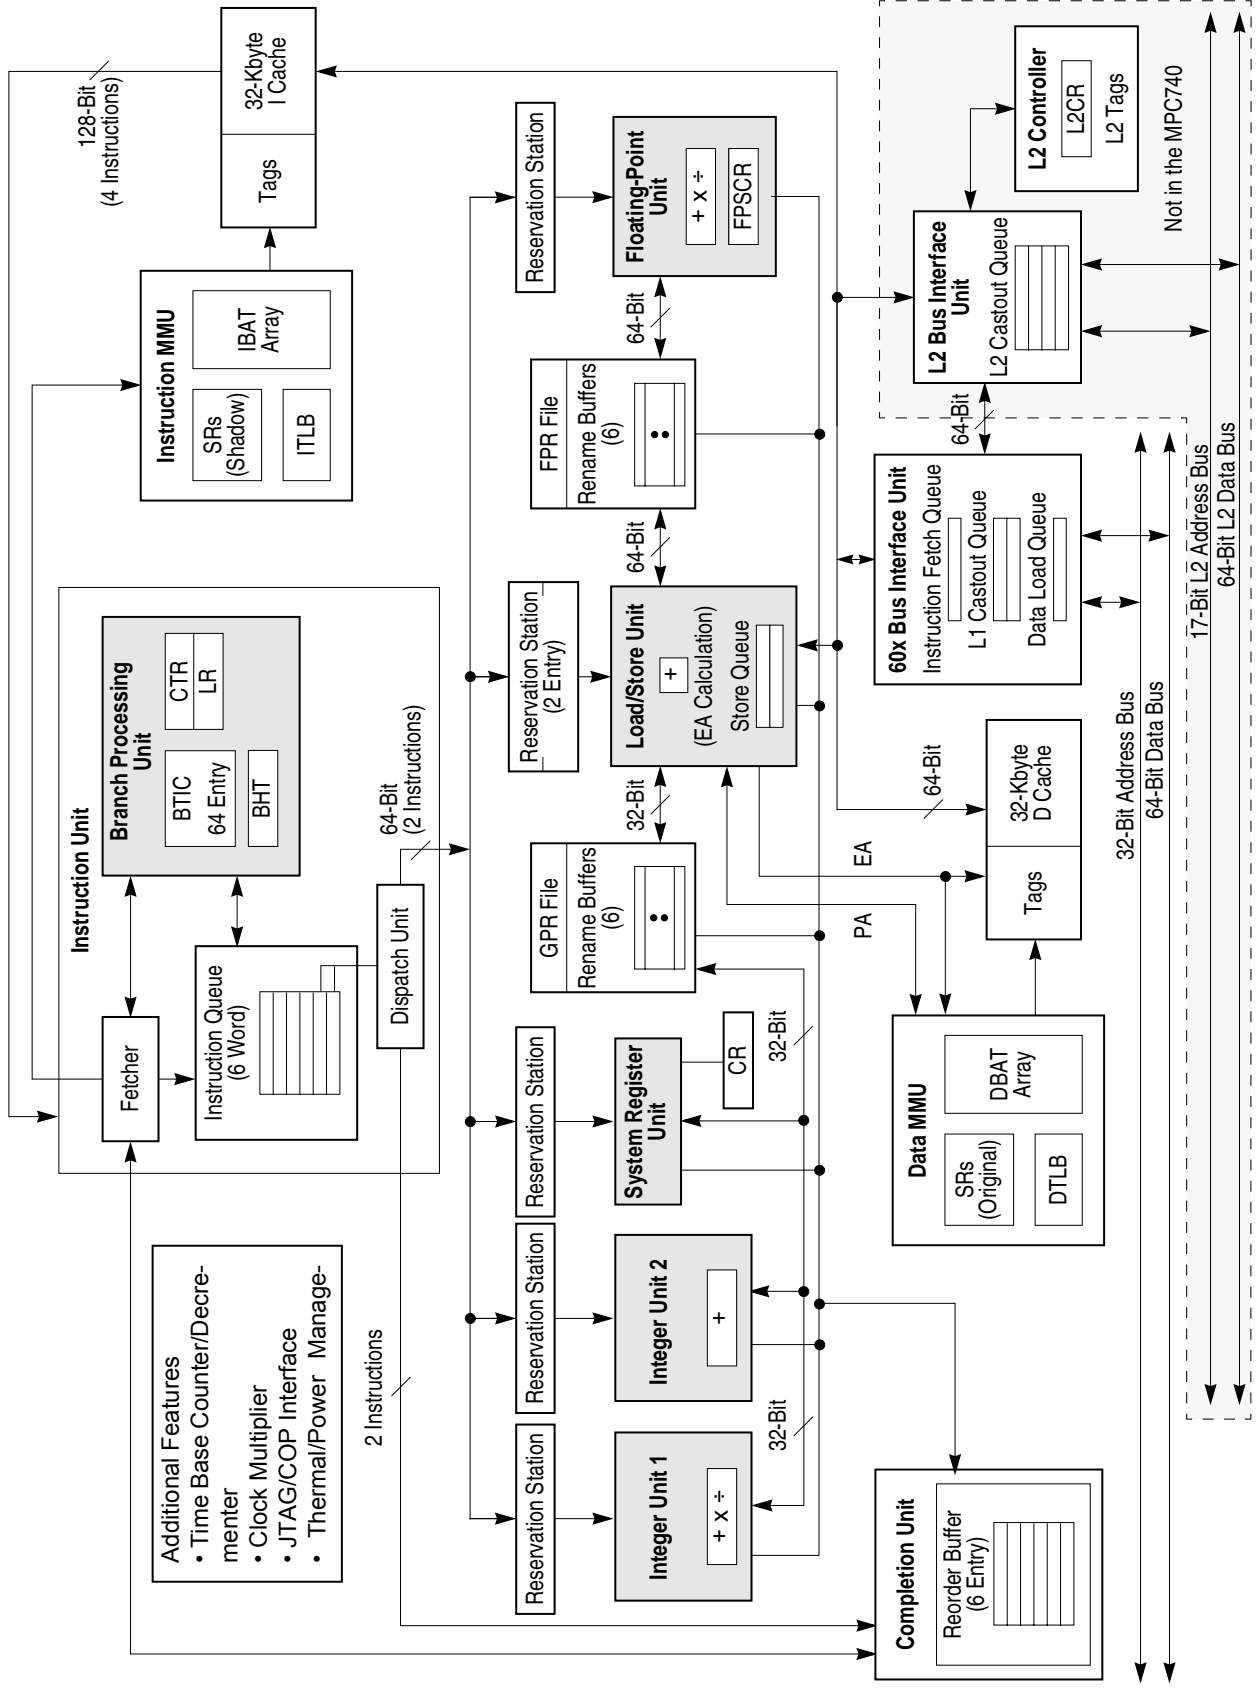 Additional Features
• Time Base Counter/Decre-
menter
• Clock Multiplier
• JTAG/COP Interface
• Thermal/Power Manage-
Instruction Unit
Fetcher
Branch Processing
Unit
BTIC
64 Entry
CTR
LR
BHT
Instruction Queue
(6 Word)
Dispatch Unit
2 Instructions
64-Bit
(2 Instructions)
Instruction MMU
SRs
(Shadow)
IBAT
Array
ITLB
128-Bit
(4 Instructions)
Tags
32-Kbyte
I Cache
Reservation Station
Reservation Station
Reservation Station
Reservation Station
(2 Entry)
Reservation Station
Integer Unit 1
+ x ÷
Integer Unit 2
+
System Register
Unit
CR
32-Bit
32-Bit
GPR File
Rename Buffers
(6)
32-Bit
Load/Store Unit
+
(EA Calculation)
Store Queue
64-Bit
FPR File
Rename Buffers
(6)
64-Bit
Floating-Point
Unit
+ x ÷
FPSCR
PA
EA
64-Bit
Completion Unit
Reorder Buffer
(6 Entry)
Data MMU
SRs
(Original)
DBAT
Array
DTLB
Tags
32-Kbyte
D Cache
60x Bus Interface Unit
Instruction Fetch Queue
L1 Castout Queue
Data Load Queue
64-Bit
L2 Bus Interface
Unit
L2 Castout Queue
L2 Controller
L2CR
L2 Tags
Not in the MPC740
32-Bit Address Bus
64-Bit Data Bus
17-Bit L2 Address Bus
64-Bit L2 Data Bus